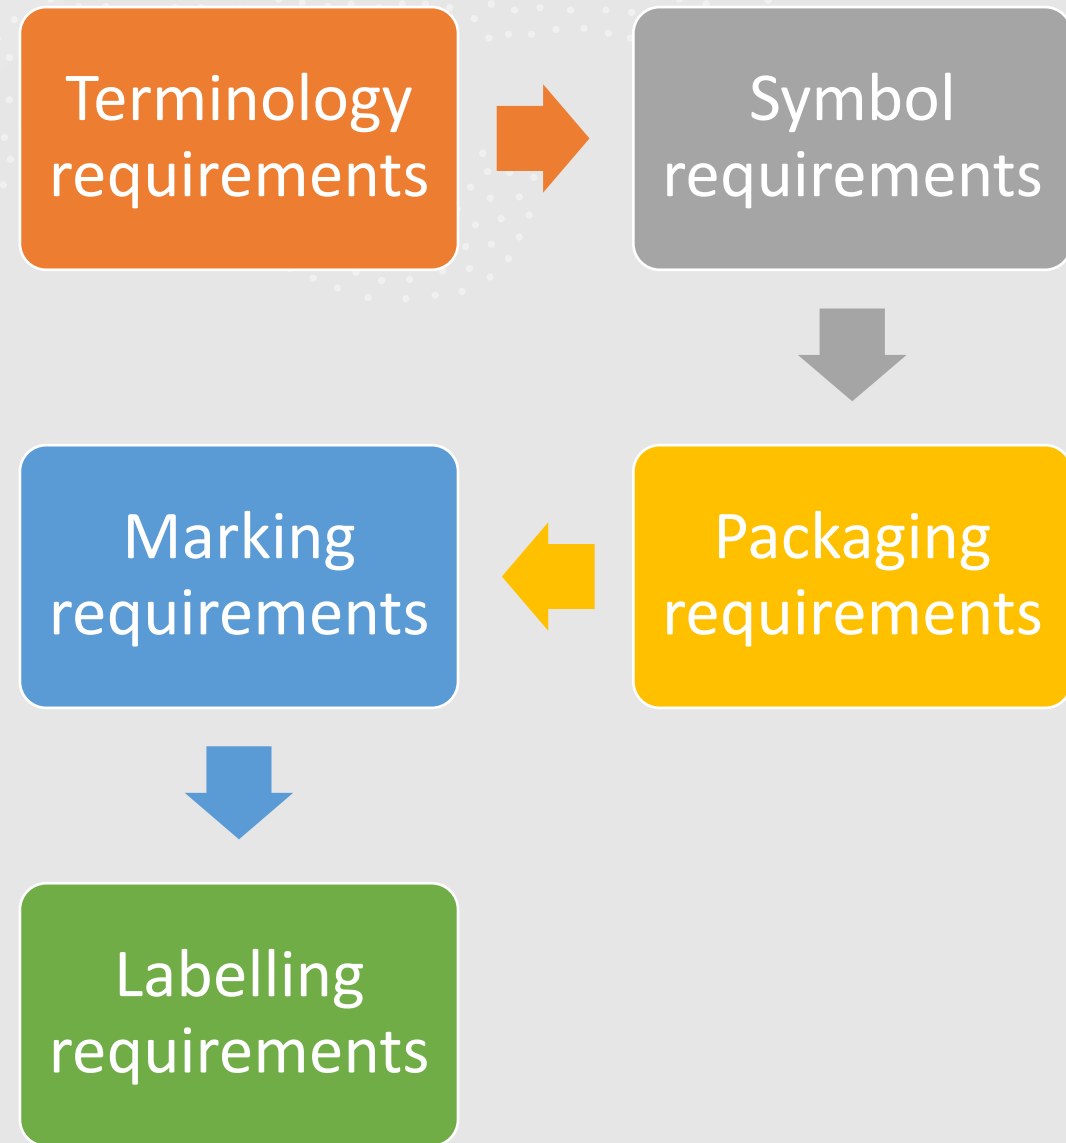 Terminology
requirements
Symbol
requirements
Packaging
requirements
Marking
requirements
Labelling
requirements